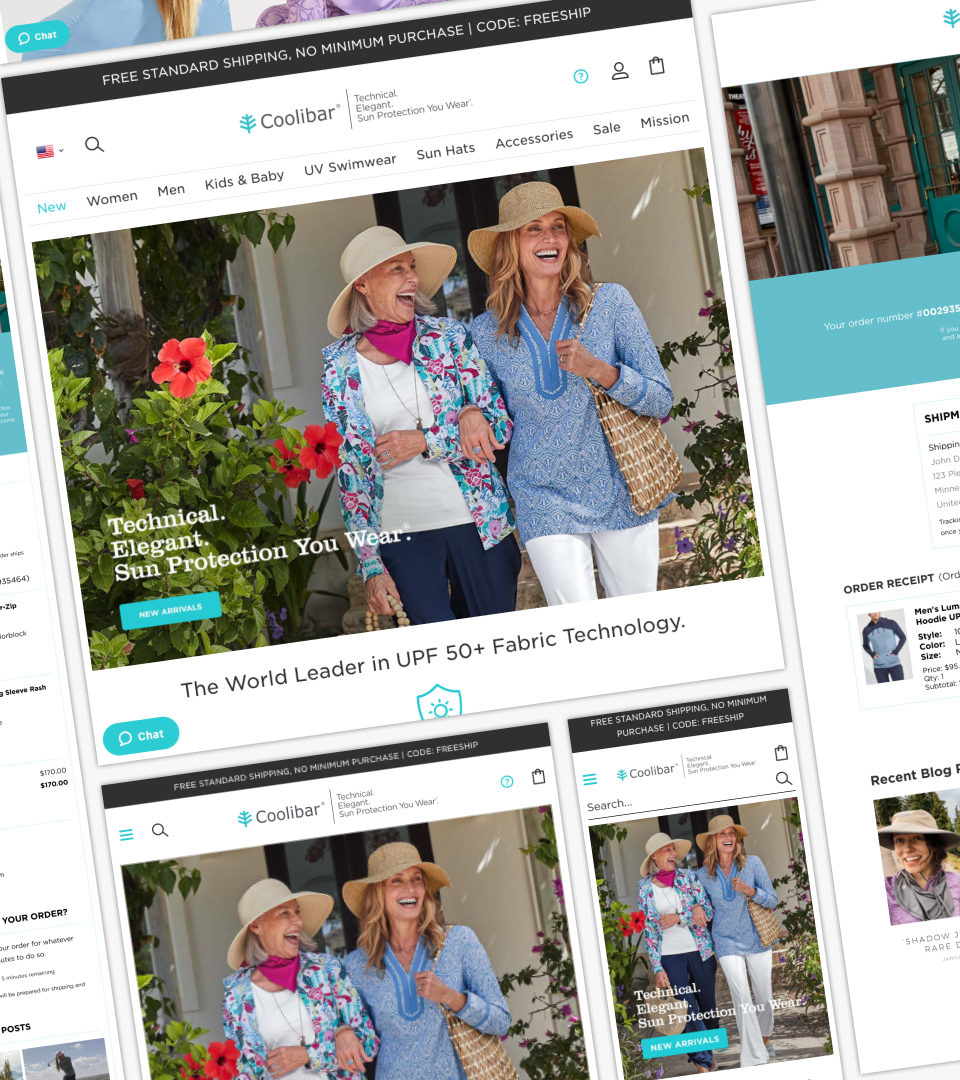 Chat
FREE STANDARD SHIPPING, NO MINIMUM PURCHASE | CODE: FREESHIP
Coolibar®
Technical.
Elegant.
Sun Protection You Wear.
New Women Men Kids & Baby UV Swimwear Sun Hats Accessories Sale Mission
Technical.
Elegant.
Sun Protection You Wear.®
NEW ARRIVALS
The World Leader in UPF 50+ Fabric Technology.
Chat
FREE STANDARD SHIPPING, NO MINIMUM PURCHASE | CODE: FREESHIP
Coolibar®
Technical.
Elegant.
Sun Protection You Wear.
FREE STANDARD SHIPPING, NO MINIMUM
PURCHASE | CODE: FREESHIP
Coolibar
Technical
Elegant
Sun Protection You Wear.
Search...
Technical.
Elegant.
Sun Protection You Wear.
NEW ARRIVALS
Your order number #002935
If you
and a
SHIPM
Shipping
John D
123 Ple
Minne
Unite
Tracki
once y
ORDER RECEIPT (Ord
Men's Lum
Hoodie UP
Style: 10
Color: L
Size:
Price: $95.
Qty: 1
Subtotal:
Recent Blog P
'SHADOW J
RARE D
JANU
few
our
come
der ships
35464)
r-Zip
lorblock
g Sleeve Rash
$170.00
$170.00
YOUR ORDER?
our order for whatever
utes to do so.
5 minutes remaining
will be prepared for shipping and
POSTS